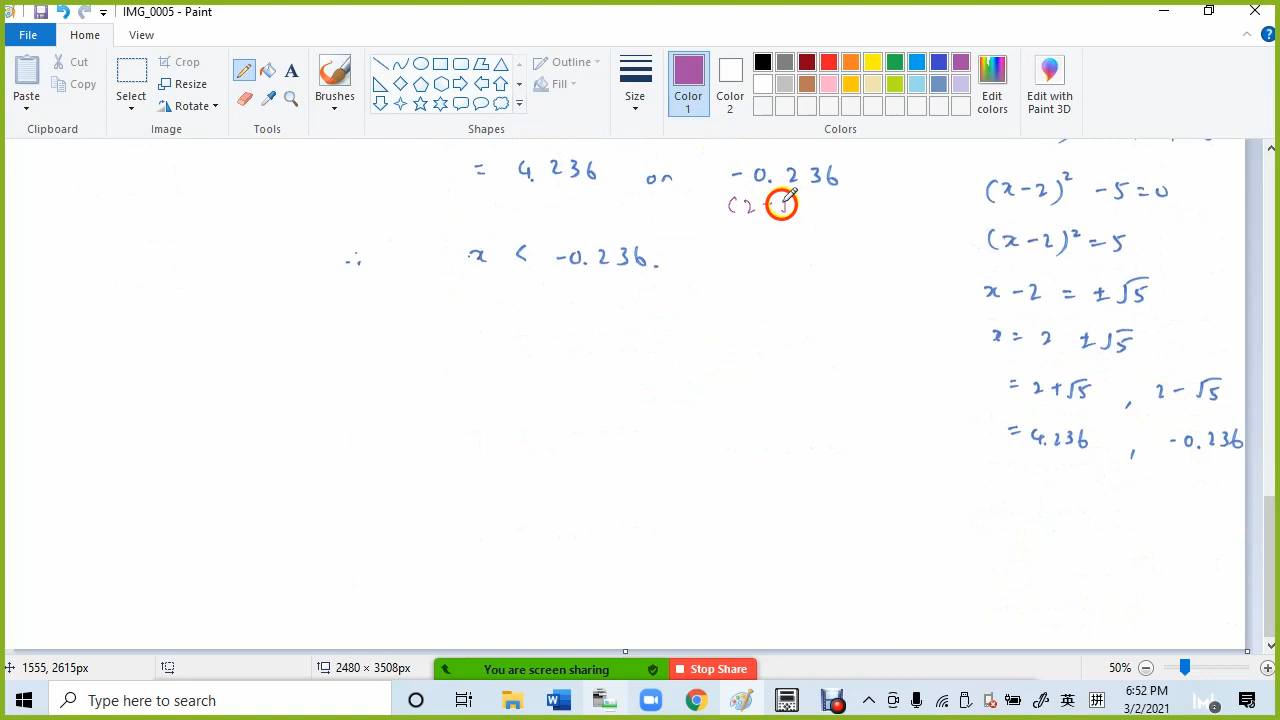 IMG_0005 - Paint
File Home View
Paste Cut Copy Clipboard
Select Crop Resize Rotate Image
Tools
Brushes
Outline Fill Shapes
Size
Color 1 Color 2 Edit colors Colors
Edit with Paint 3D
= 4.236 or -0.236
(2 -
∴ x < -0.236.
(x-2)² -5=0
(x-2)² = 5
x -2 = ±√5
x = 2 ±√5
= 2+√5 , 2-√5
= 4.236 , -0.236
1555, 2615px 2480 × 3508px 50%
You are screen sharing Stop Share
Type here to search
英 拼 6:52 PM
3/2/2021